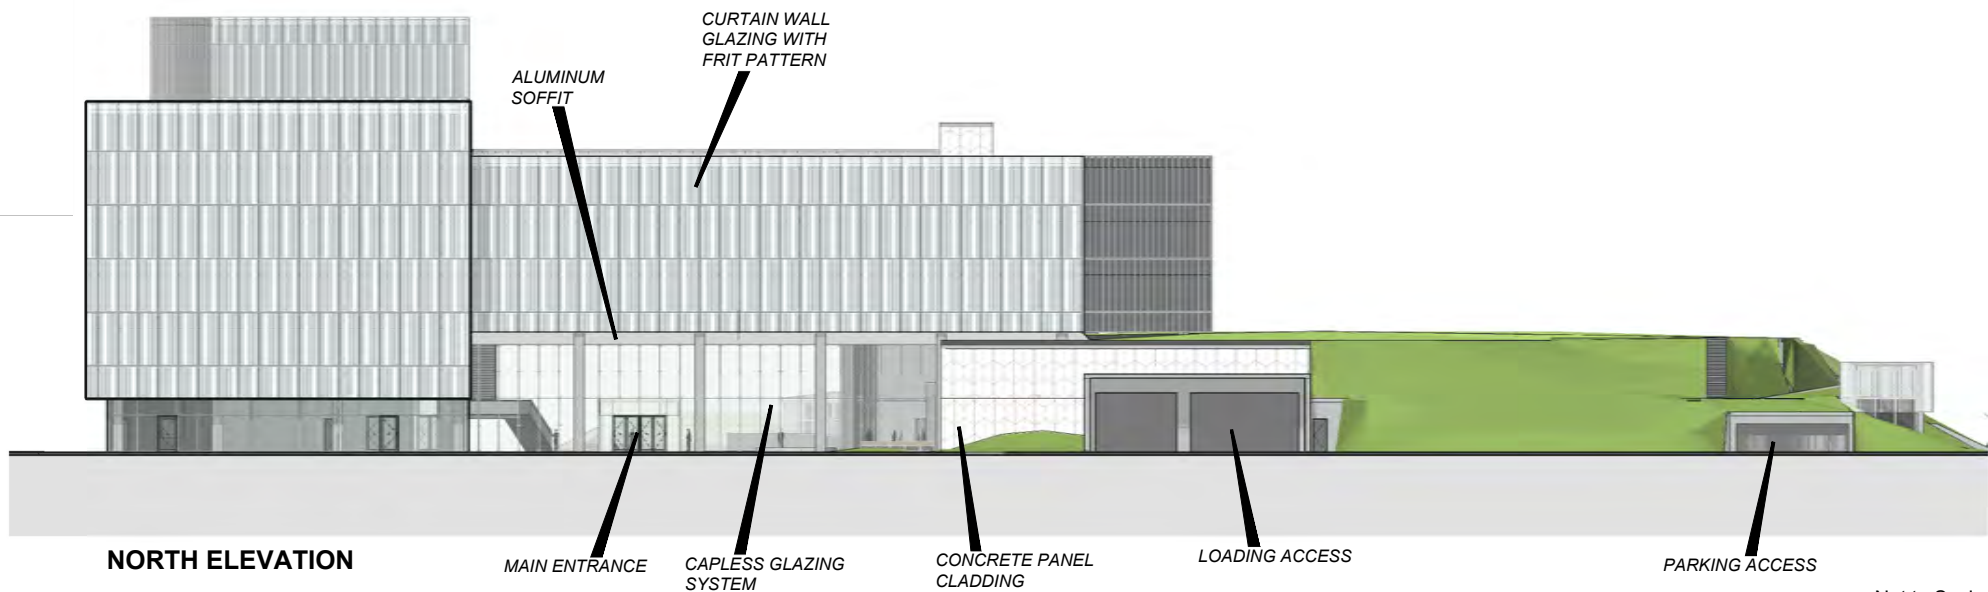 CURTAIN WALL
GLAZING WITH
FRIT PATTERN
ALUMINUM
SOFFIT
NORTH ELEVATION
MAIN ENTRANCE
CAPLESS GLAZING
SYSTEM
CONCRETE PANEL
CLADDING
LOADING ACCESS
PARKING ACCESS